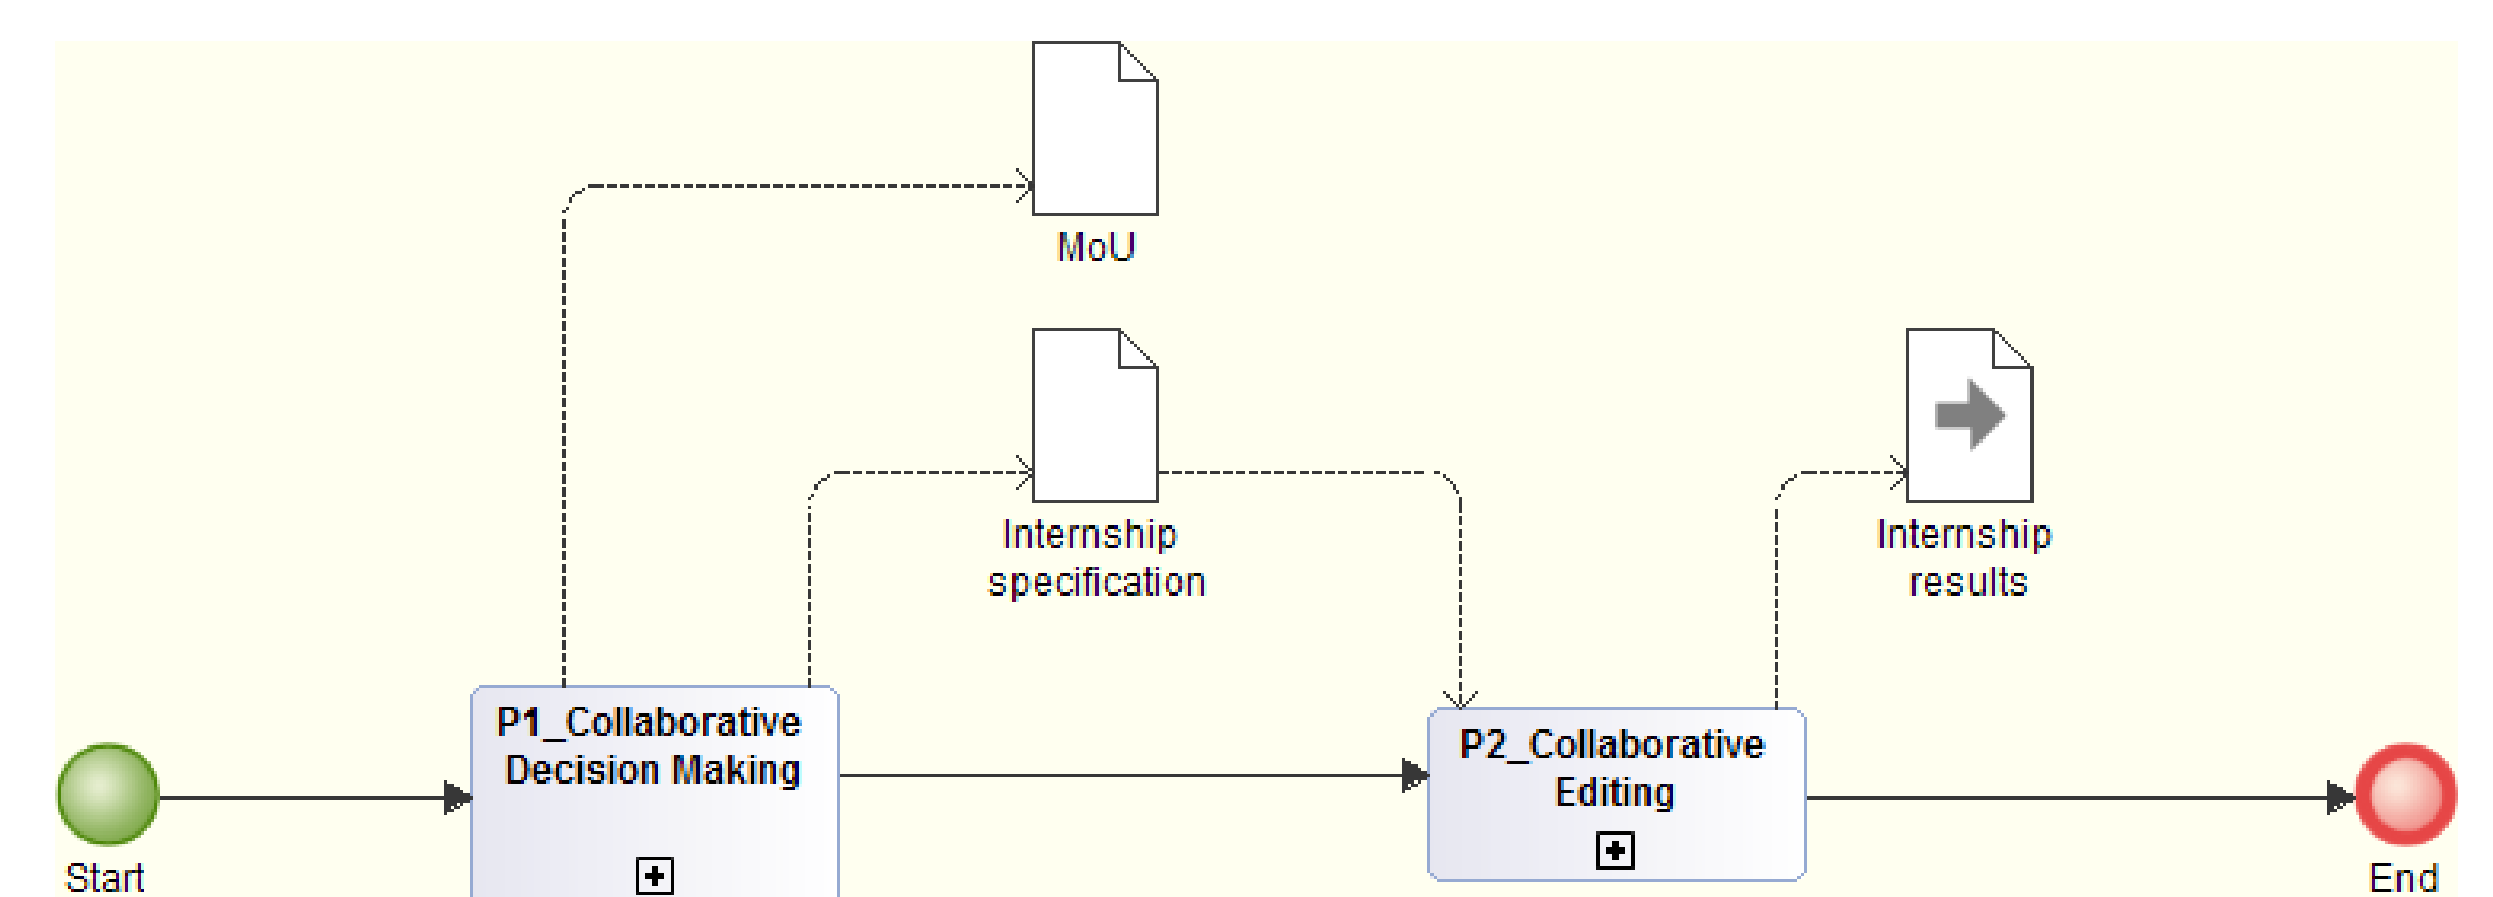 MoU
Internship
specification
Internship
results
P1_Collaborative
Decision Making
P2_Collaborative
Editing
Start
End